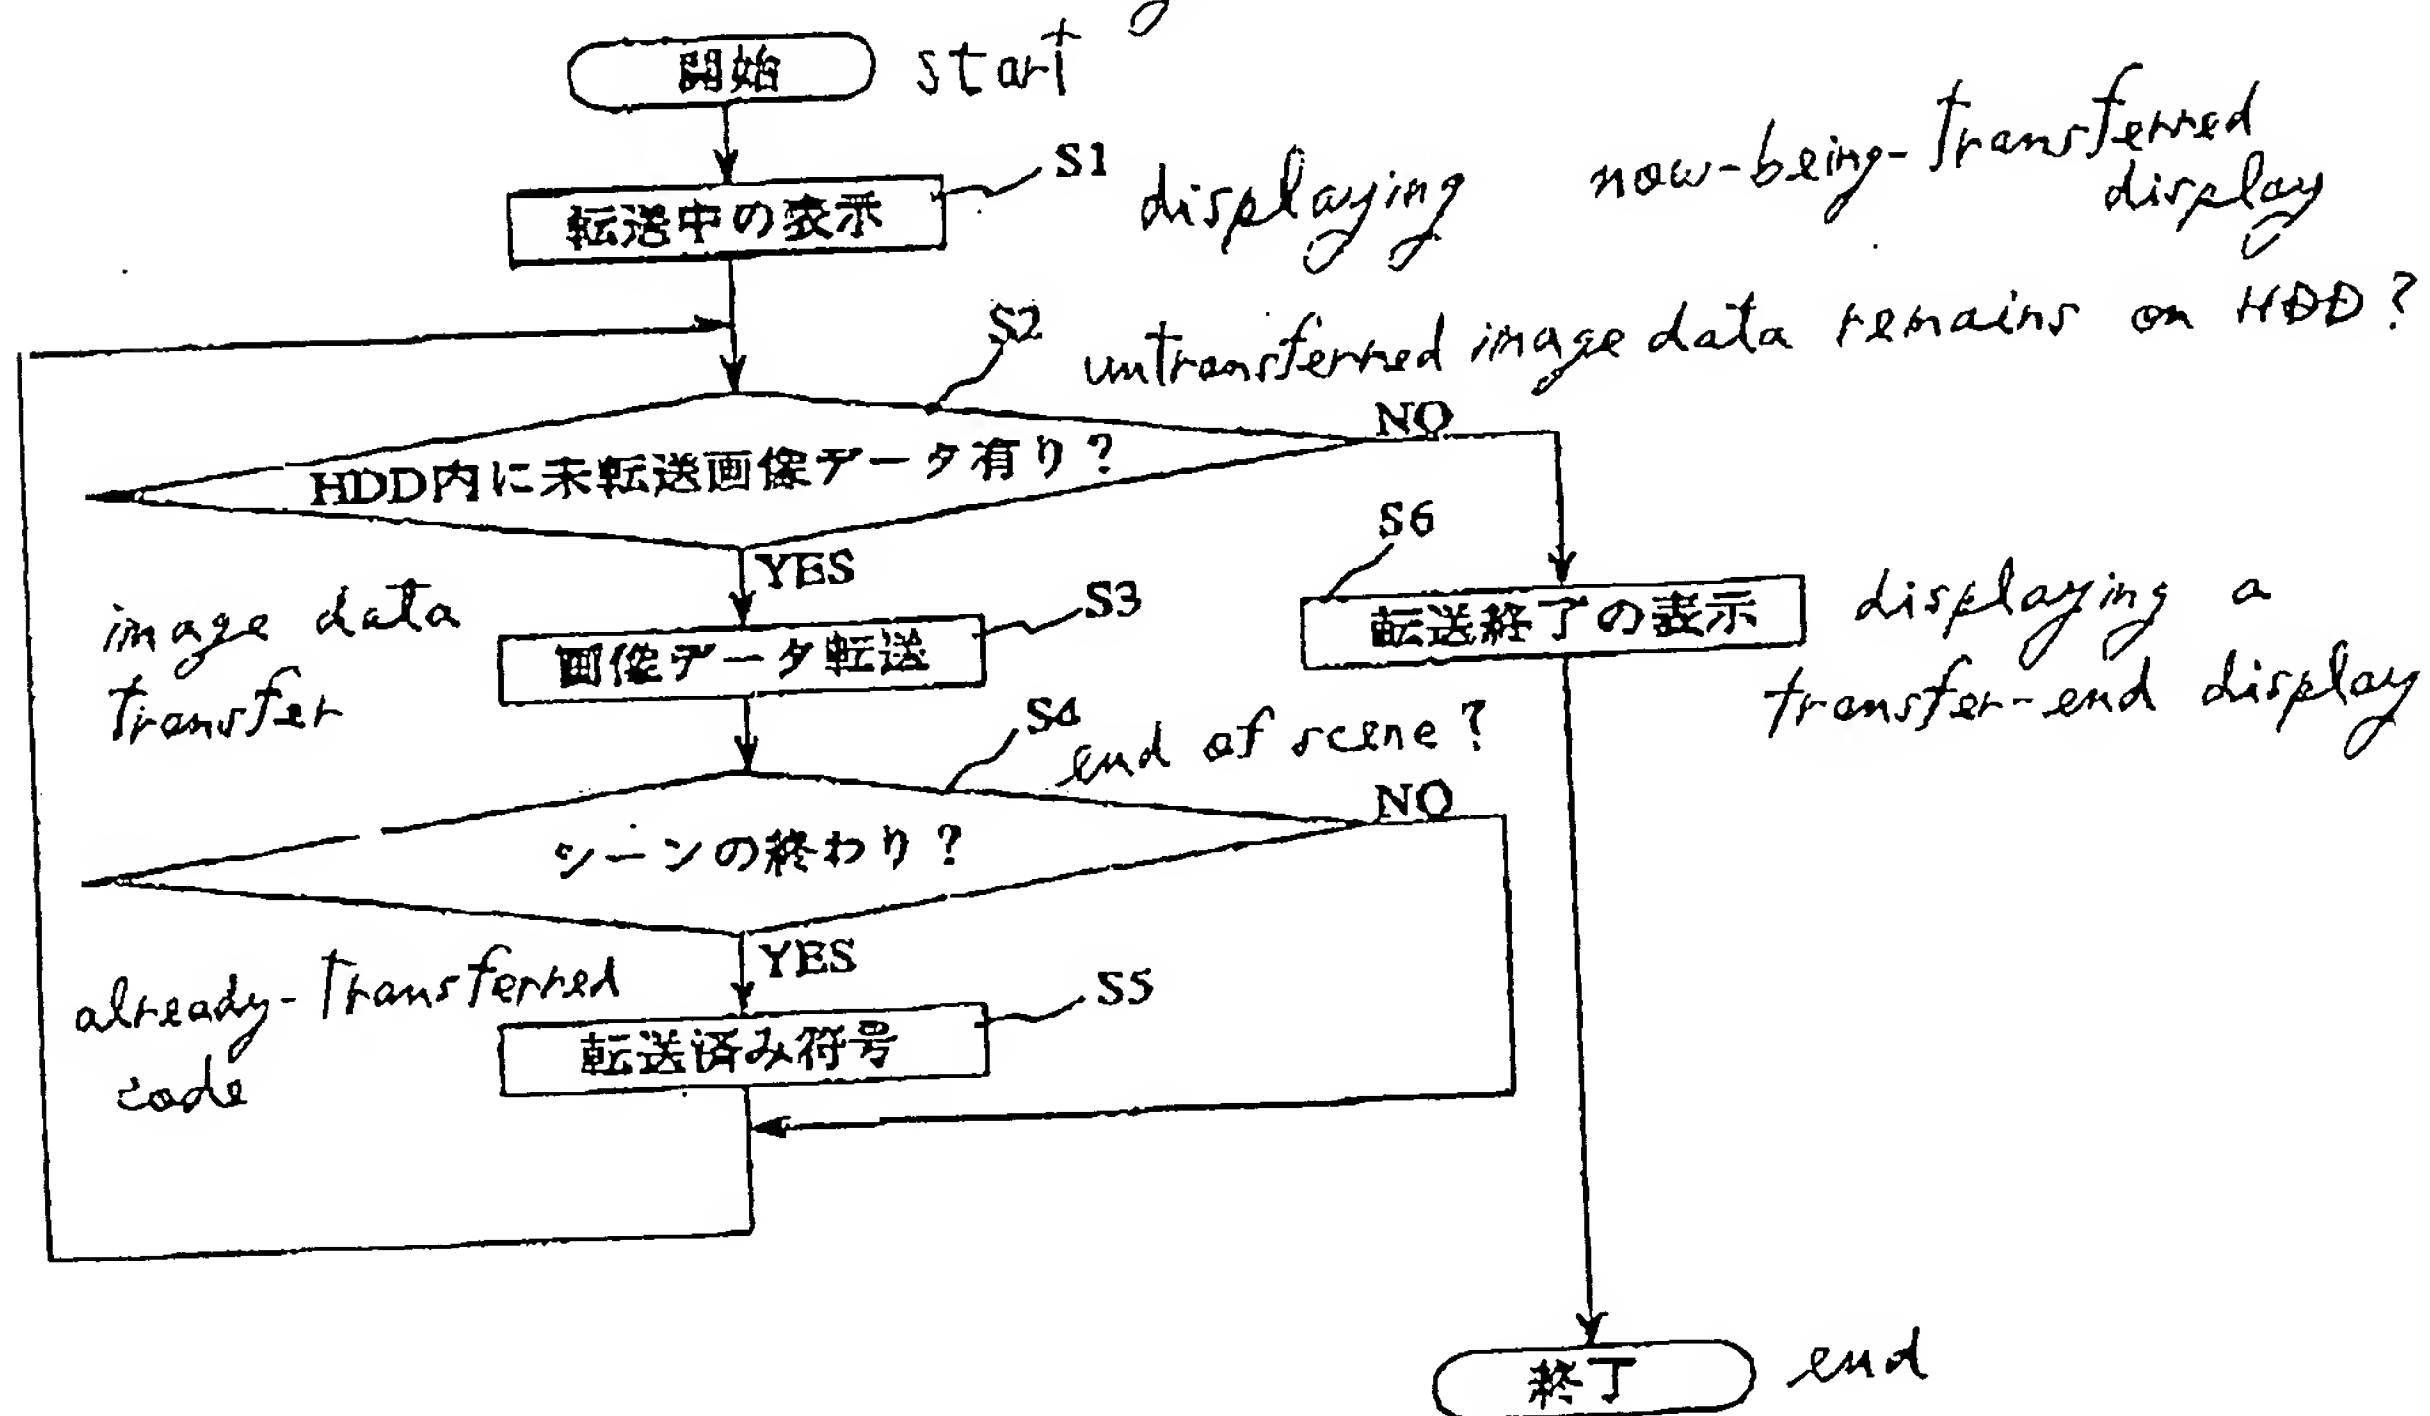 開始 start
S1
転送中の表示 displaying now-being-transferred
display
S2
untransferred image data remains on HDD?
NO
HDD内に未転送画像データ有り?
S6
YES
転送終了の表示 displaying a
transfer-end display
image data
transfer
S3
画像データ転送
S4
end of scene?
NO
シーンの終わり?
YES
already-transferred
code
S5
転送済み符号
終了 end